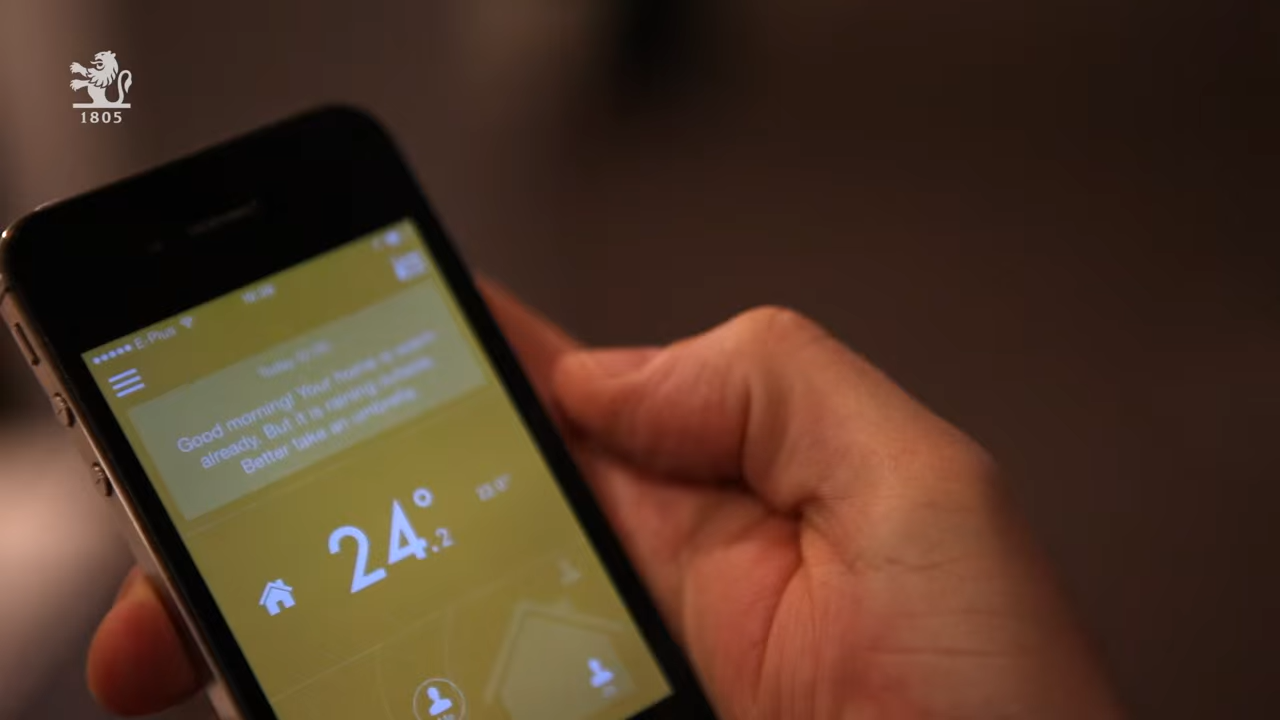 1805
E-Plus
Good morning! Your home is warm
already. But it is raining outside.
Better take an umbrella.
24°.2